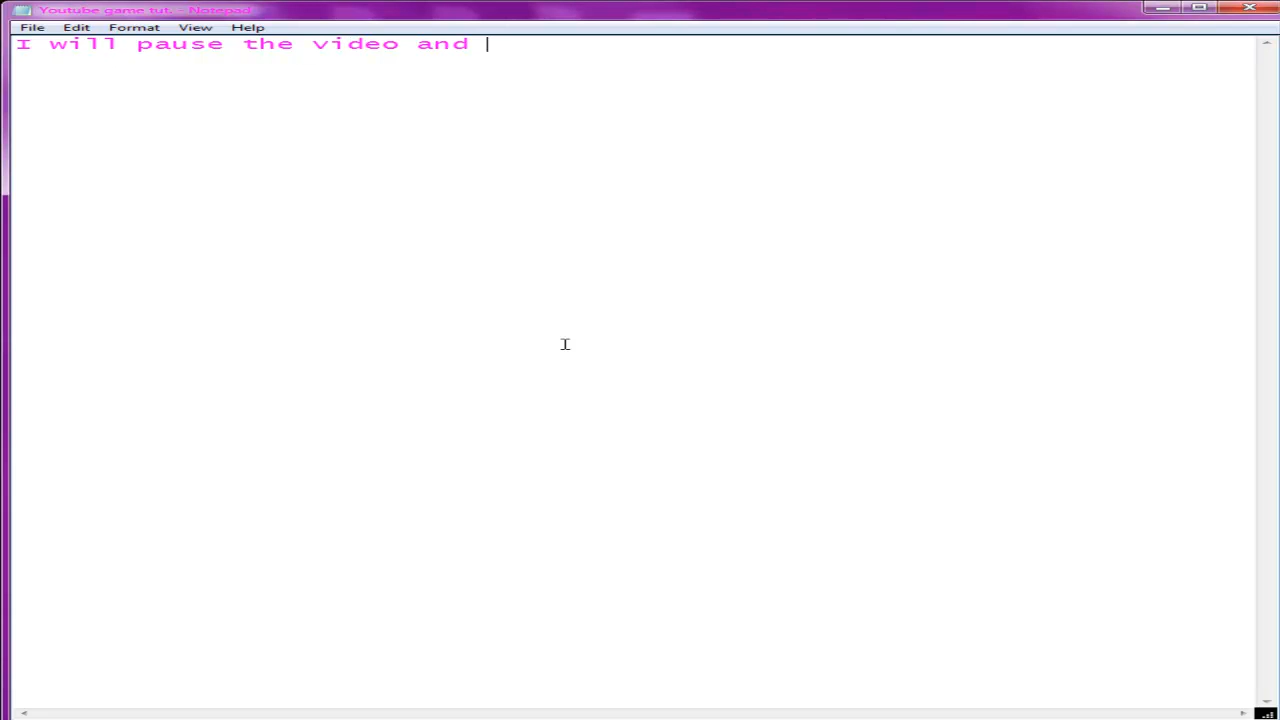 Youtube game tut. - Notepad
File Edit Format View Help
I will pause the video and